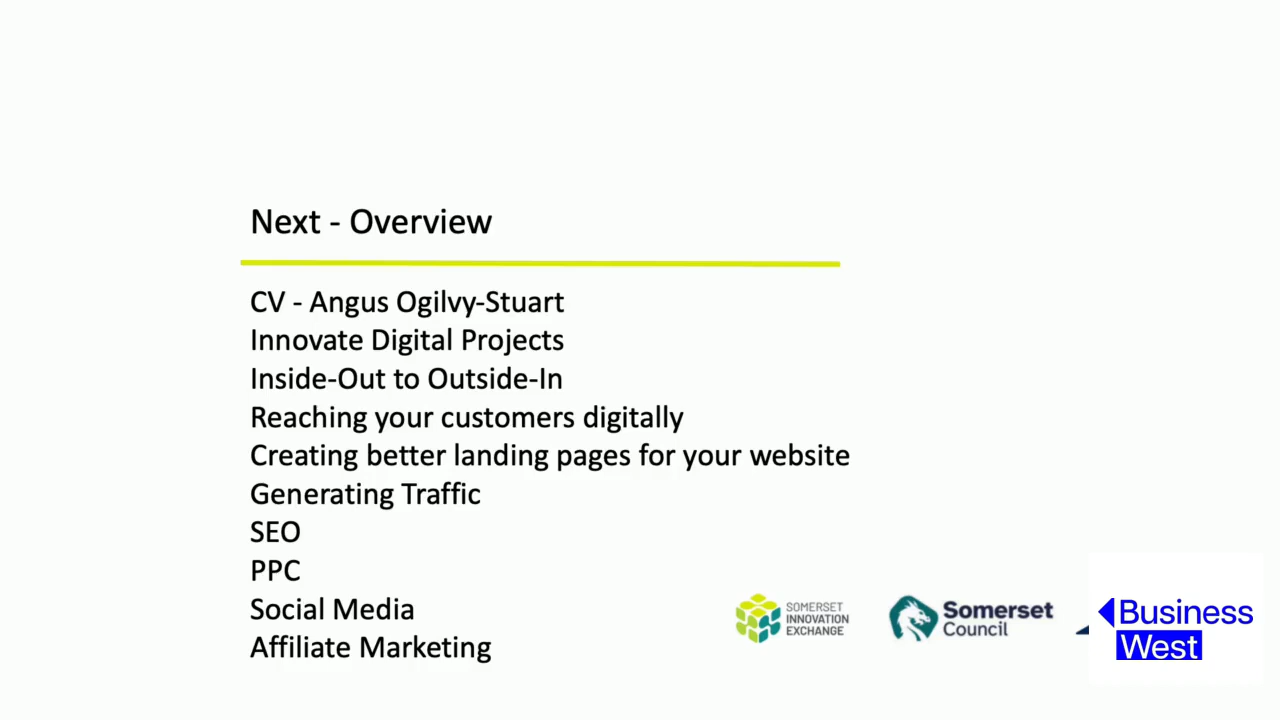 Next - Overview
CV - Angus Ogilvy-Stuart
Innovate Digital Projects
Inside-Out to Outside-In
Reaching your customers digitally
Creating better landing pages for your website
Generating Traffic
SEO
PPC
Social Media
Affiliate Marketing
SOMERSET
INNOVATION
EXCHANGE
Somerset
Council
Business
West